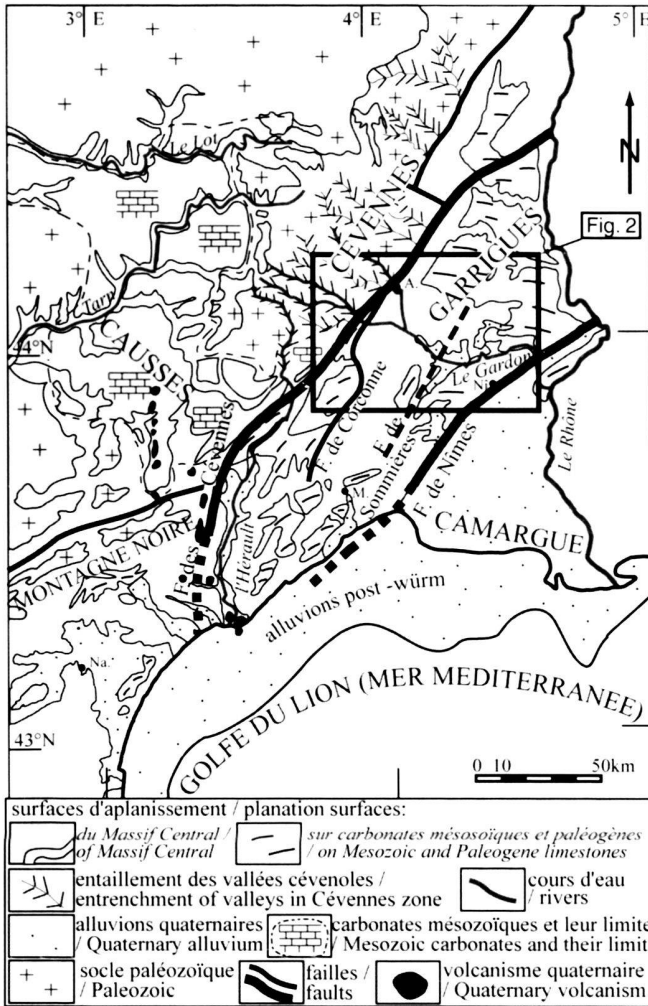 3° E
4° E
5° E
Le Lot
N
CÉVENNES
Fig. 2
GARRIGUES
A.
Tarn
44°N
CAUSSES
Le Gardon
Ni.
F. de Corconne
F. de Sommières
F. de Nîmes
Le Rhône
F. des Cévennes
l'Hérault
M.
MONTAGNE NOIRE
CAMARGUE
alluvions post -würm
Na.
GOLFE DU LION (MER MEDITERRANEE)
43°N
0 10 50km
surfaces d'aplanissement / planation surfaces:
du Massif Central /
of Massif Central
sur carbonates mésosoïques et paléogènes
/ on Mesozoic and Paleogene limestones
entaillement des vallées cévenoles /
entrenchment of valleys in Cévennes zone
cours d'eau
/ rivers
alluvions quaternaires
/ Quaternary alluvium
carbonates mésozoïques et leur limite
/ Mesozoic carbonates and their limit
socle paléozoïque
/ Paleozoic
failles /
faults
volcanisme quaternaire
/ Quaternary volcanism